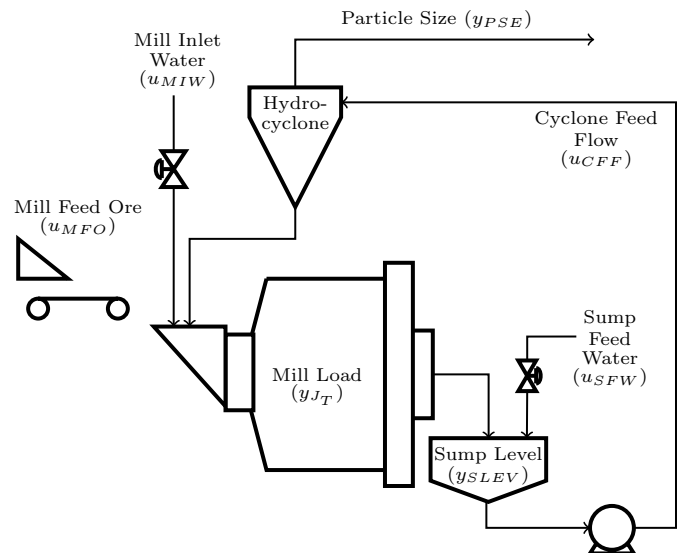 Particle Size (y_{PSE})
Mill Inlet
Water
(u_{MIW})
Hydro-
cyclone
Cyclone Feed
Flow
(u_{CFF})
Mill Feed Ore
(u_{MFO})
Sump
Feed
Water
(u_{SFW})
Mill Load
(y_{J_T})
Sump Level
(y_{SLEV})